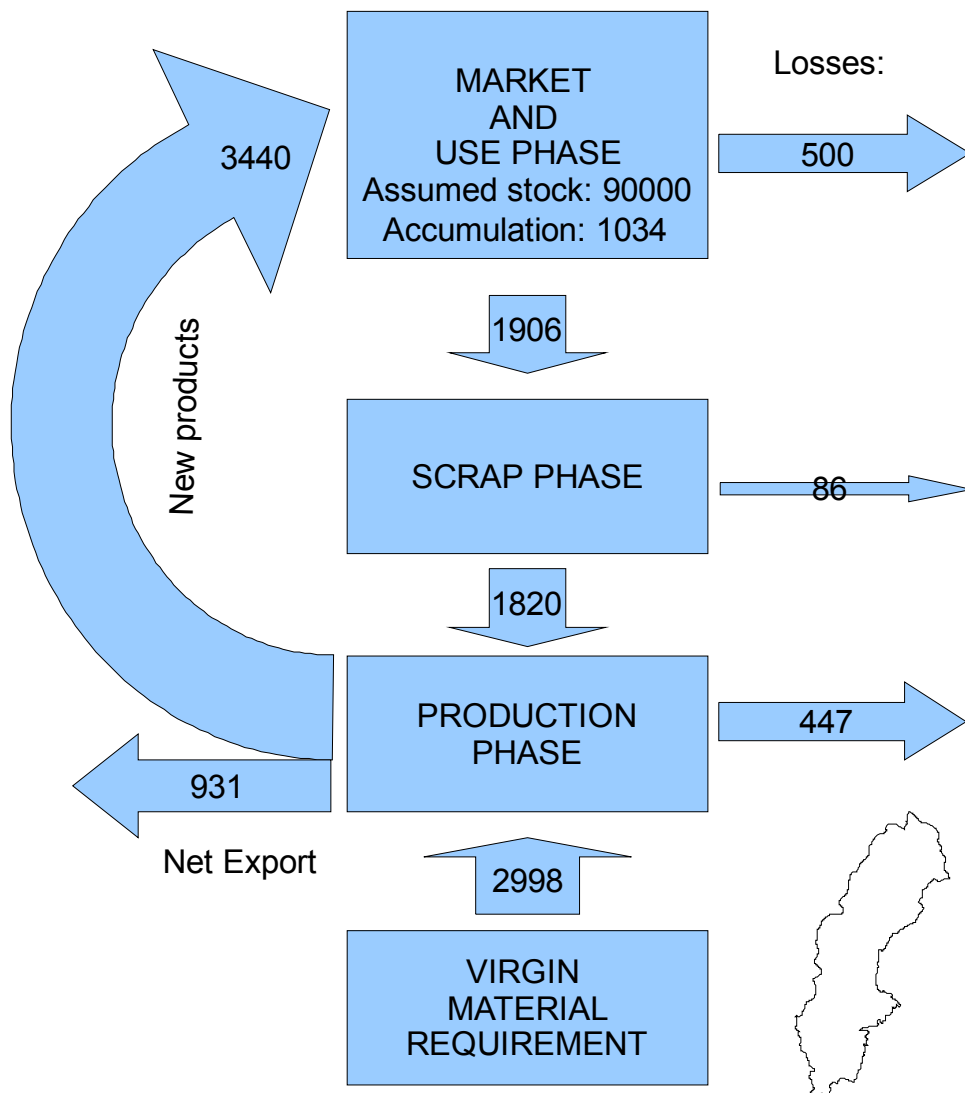 MARKET
AND
USE PHASE
Assumed stock: 90000
Accumulation: 1034
Losses:
3440
500
1906
New products
SCRAP PHASE
86
1820
PRODUCTION
PHASE
447
931
Net Export
2998
VIRGIN
MATERIAL
REQUIREMENT